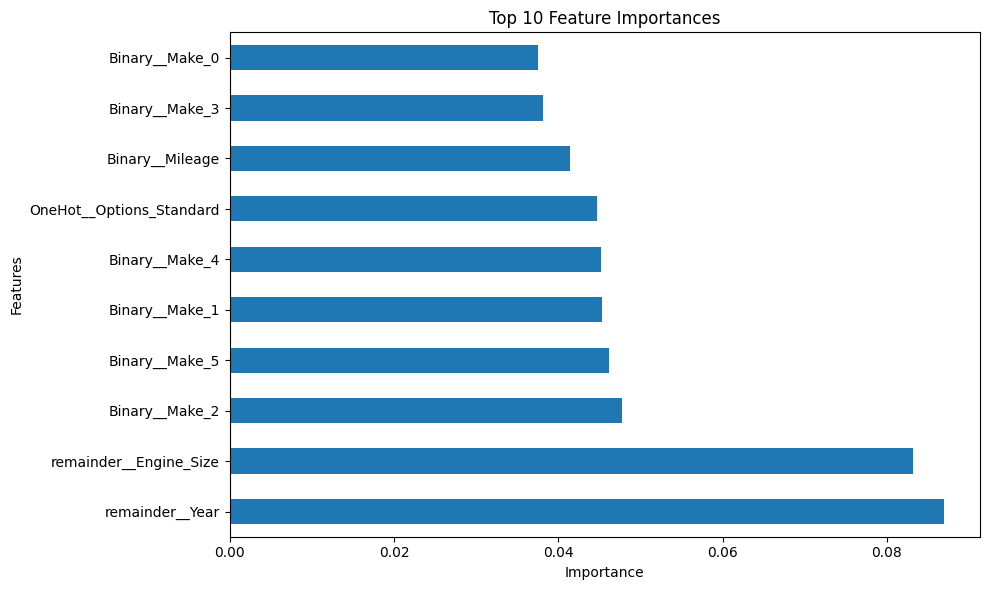 Top 10 Feature Importances
Features
Binary__Make_0
Binary__Make_3
Binary__Mileage
OneHot__Options_Standard
Binary__Make_4
Binary__Make_1
Binary__Make_5
Binary__Make_2
remainder__Engine_Size
remainder__Year
0.00 0.02 0.04 0.06 0.08
Importance